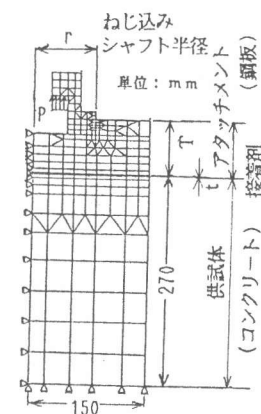 ねじ込み
シャフト半径
r
単位：mm
P
T
アタッチメント
(鋼板)
t
接着剤
270
供試体
(コンクリート)
150